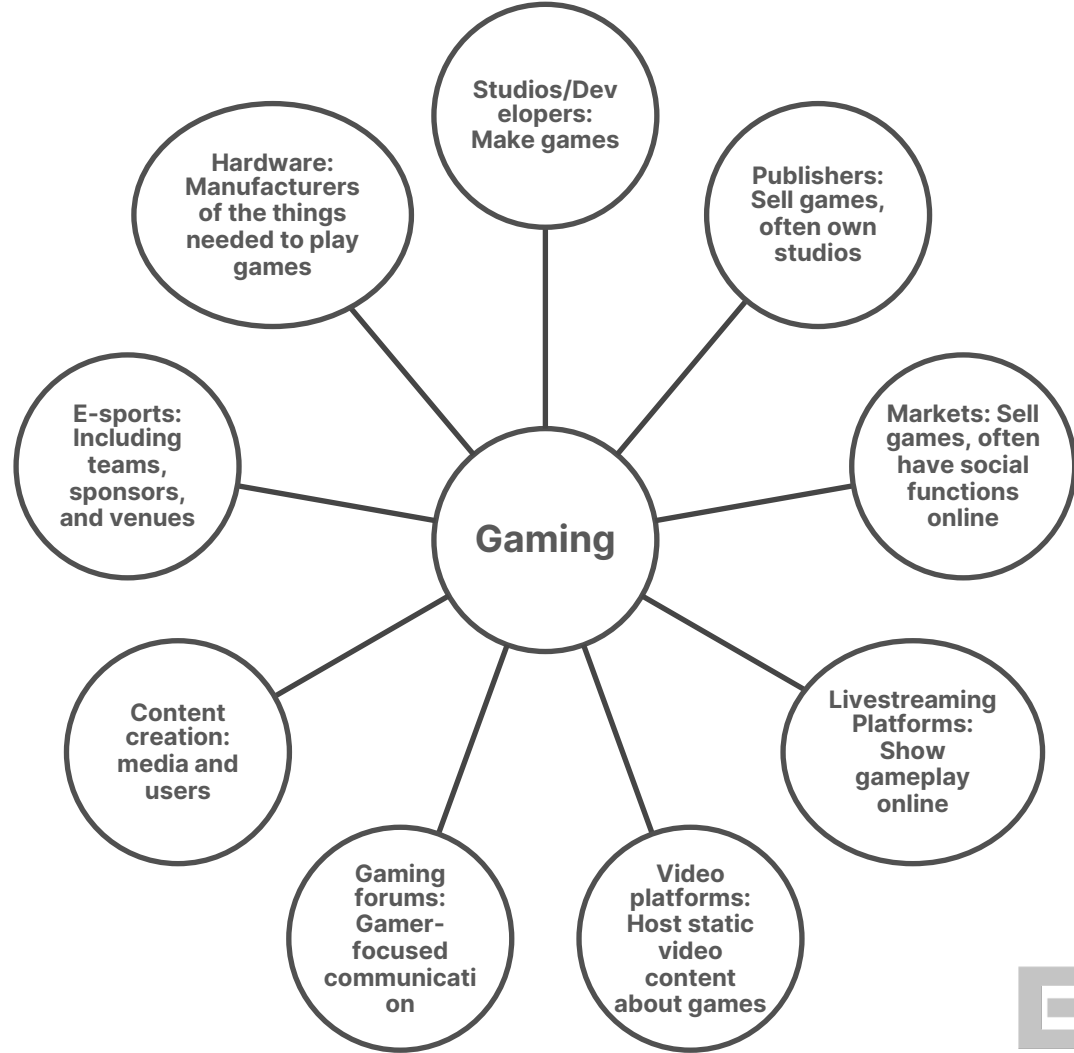 Studios/Dev
elopers:
Make games
Publishers:
Sell games,
often own
studios
Markets: Sell
games, often
have social
functions
online
Livestreaming
Platforms:
Show
gameplay
online
Video
platforms:
Host static
video
content
about games
Gaming
forums:
Gamer-
focused
communicati
on
Content
creation:
media and
users
E-sports:
Including
teams,
sponsors,
and venues
Hardware:
Manufacturers
of the things
needed to play
games
Gaming